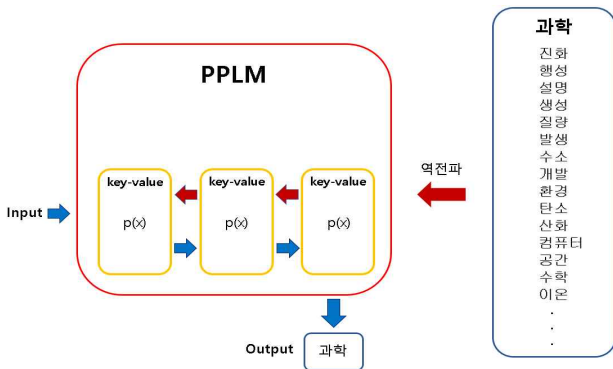 PPLM
key-value
p(x)
key-value
p(x)
key-value
p(x)
Input
Output
과학
역전파
과학
진화
행성
설명
생성
질량
발생
수소
개발
환경
탄소
산화
컴퓨터
공간
수학
이온
.
.
.